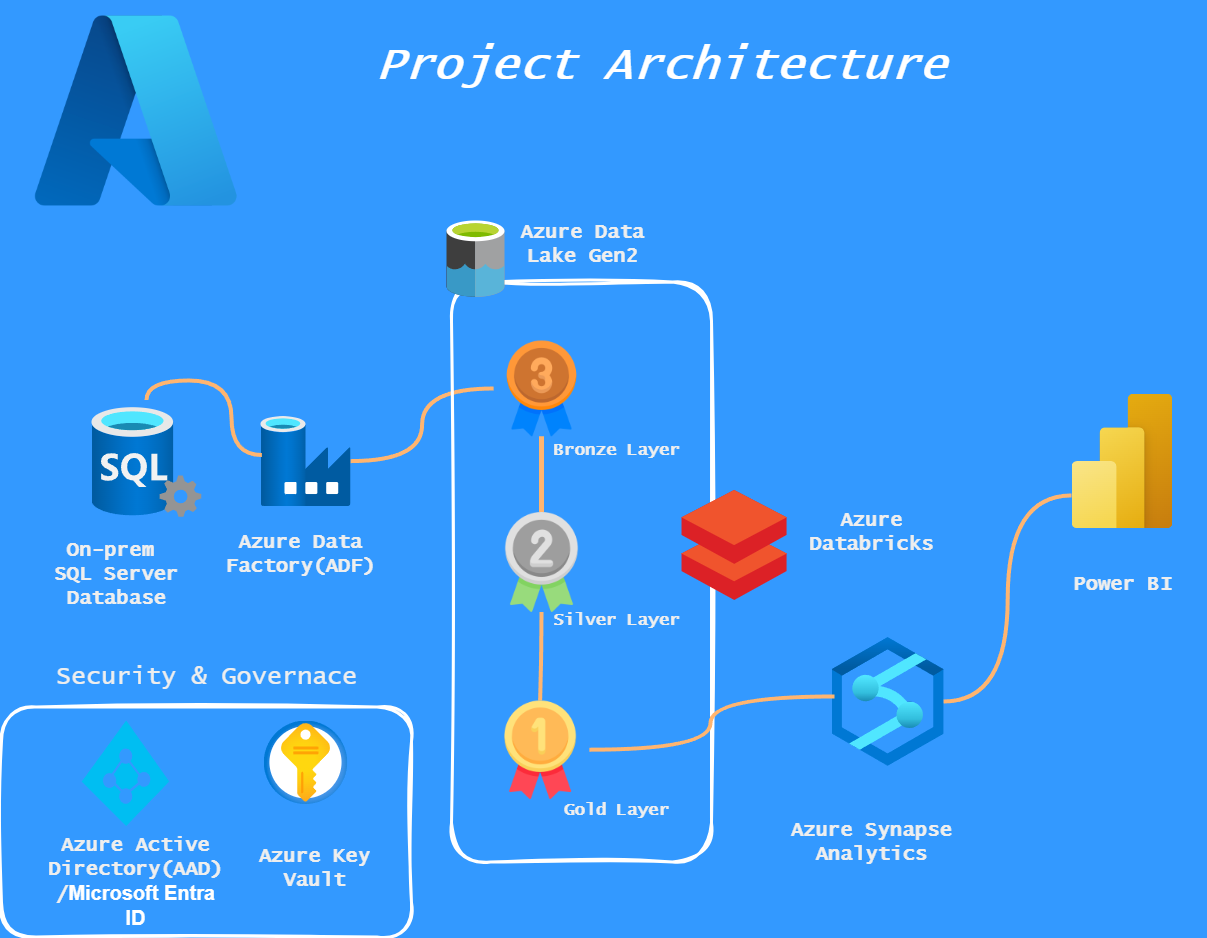 Project Architecture
Azure Data
Lake Gen2
3
Bronze Layer
SQL
On-prem
SQL Server
Database
Azure Data
Factory(ADF)
2
Silver Layer
Azure
Databricks
Power BI
Security & Governace
1
Gold Layer
Azure Synapse
Analytics
Azure Active
Directory(AAD)
/Microsoft Entra
ID
Azure Key
Vault